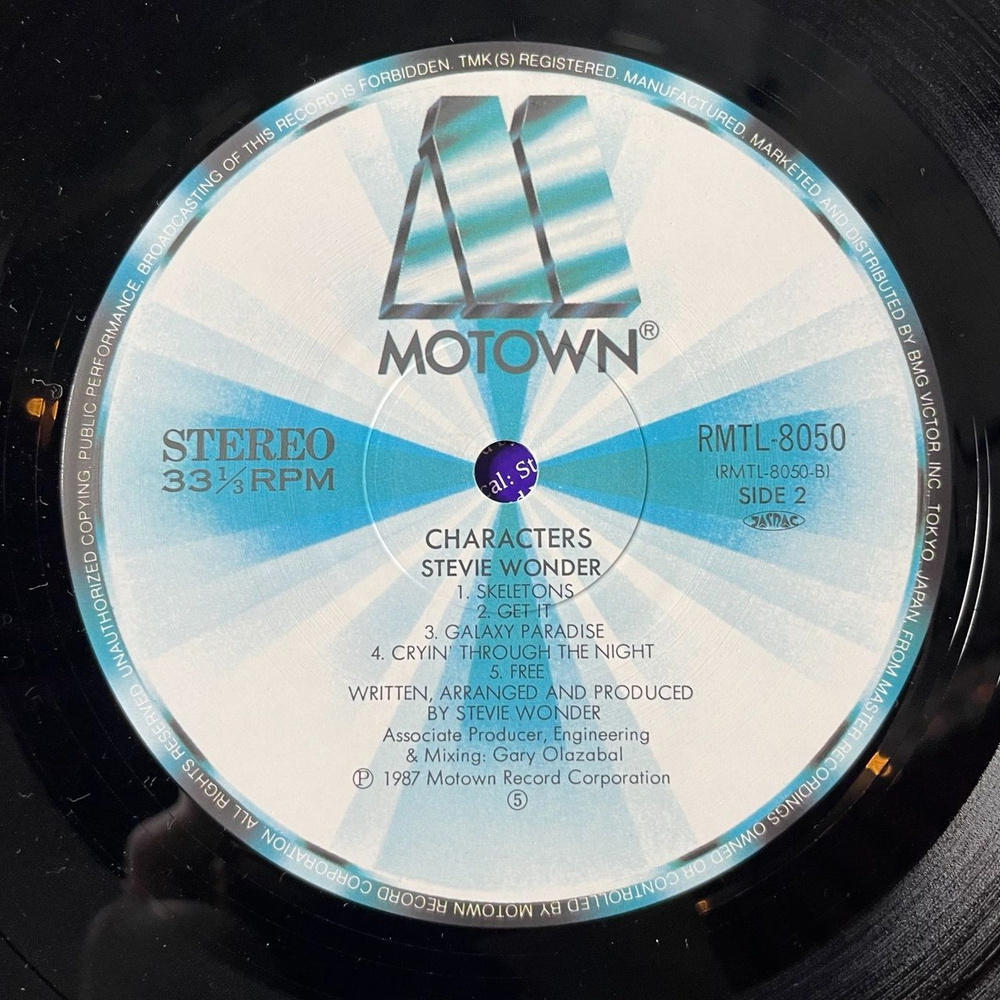 MOTOWN®
STEREO
33 1/3 RPM
RMTL-8050
(RMTL-8050-B)
SIDE 2
JASRAC
al: St
CHARACTERS
STEVIE WONDER
1. SKELETONS
2. GET IT
3. GALAXY PARADISE
4. CRYIN' THROUGH THE NIGHT
5. FREE
WRITTEN, ARRANGED AND PRODUCED
BY STEVIE WONDER
Associate Producer, Engineering
& Mixing: Gary Olazabal
℗ 1987 Motown Record Corporation
⑤
UNAUTHORIZED COPYING. PUBLIC PERFORMANCE, BROADCASTING OF THIS RECORD IS FORBIDDEN. TMK(S) REGISTERED. MANUFACTURED, MARKETED AND DISTRIBUTED BY BMG VICTOR, INC., TOKYO, JAPAN, FROM MASTER RECORDINGS OWNED OR CONTROLLED BY MOTOWN RECORD CORPORATION. ALL RIGHTS RESERVED.